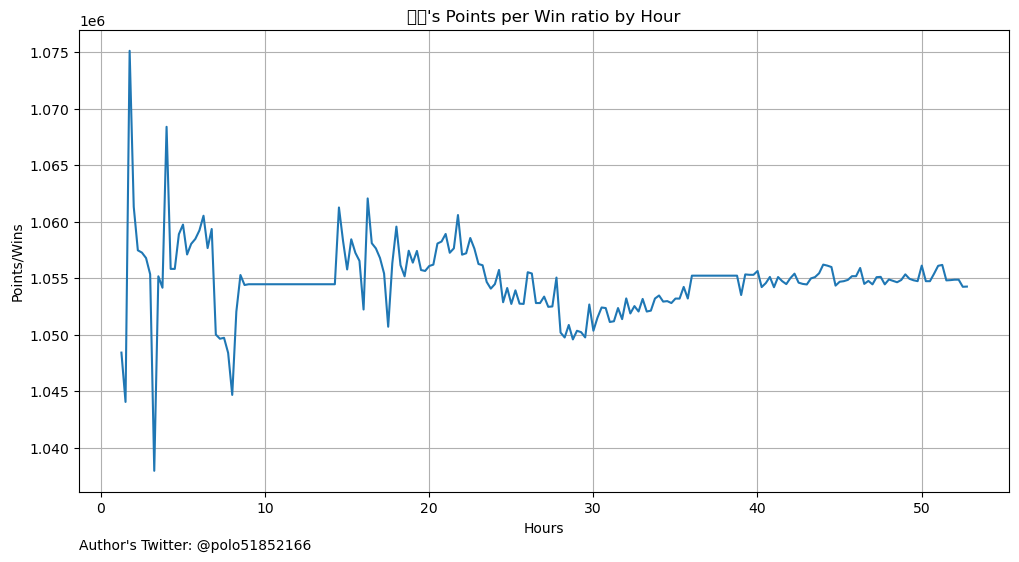 's Points per Win ratio by Hour
1e6
1.075
1.070
1.065
1.060
1.055
1.050
1.045
1.040
Points/Wins
0 10 20 30 40 50
Hours
Author's Twitter: @polo51852166